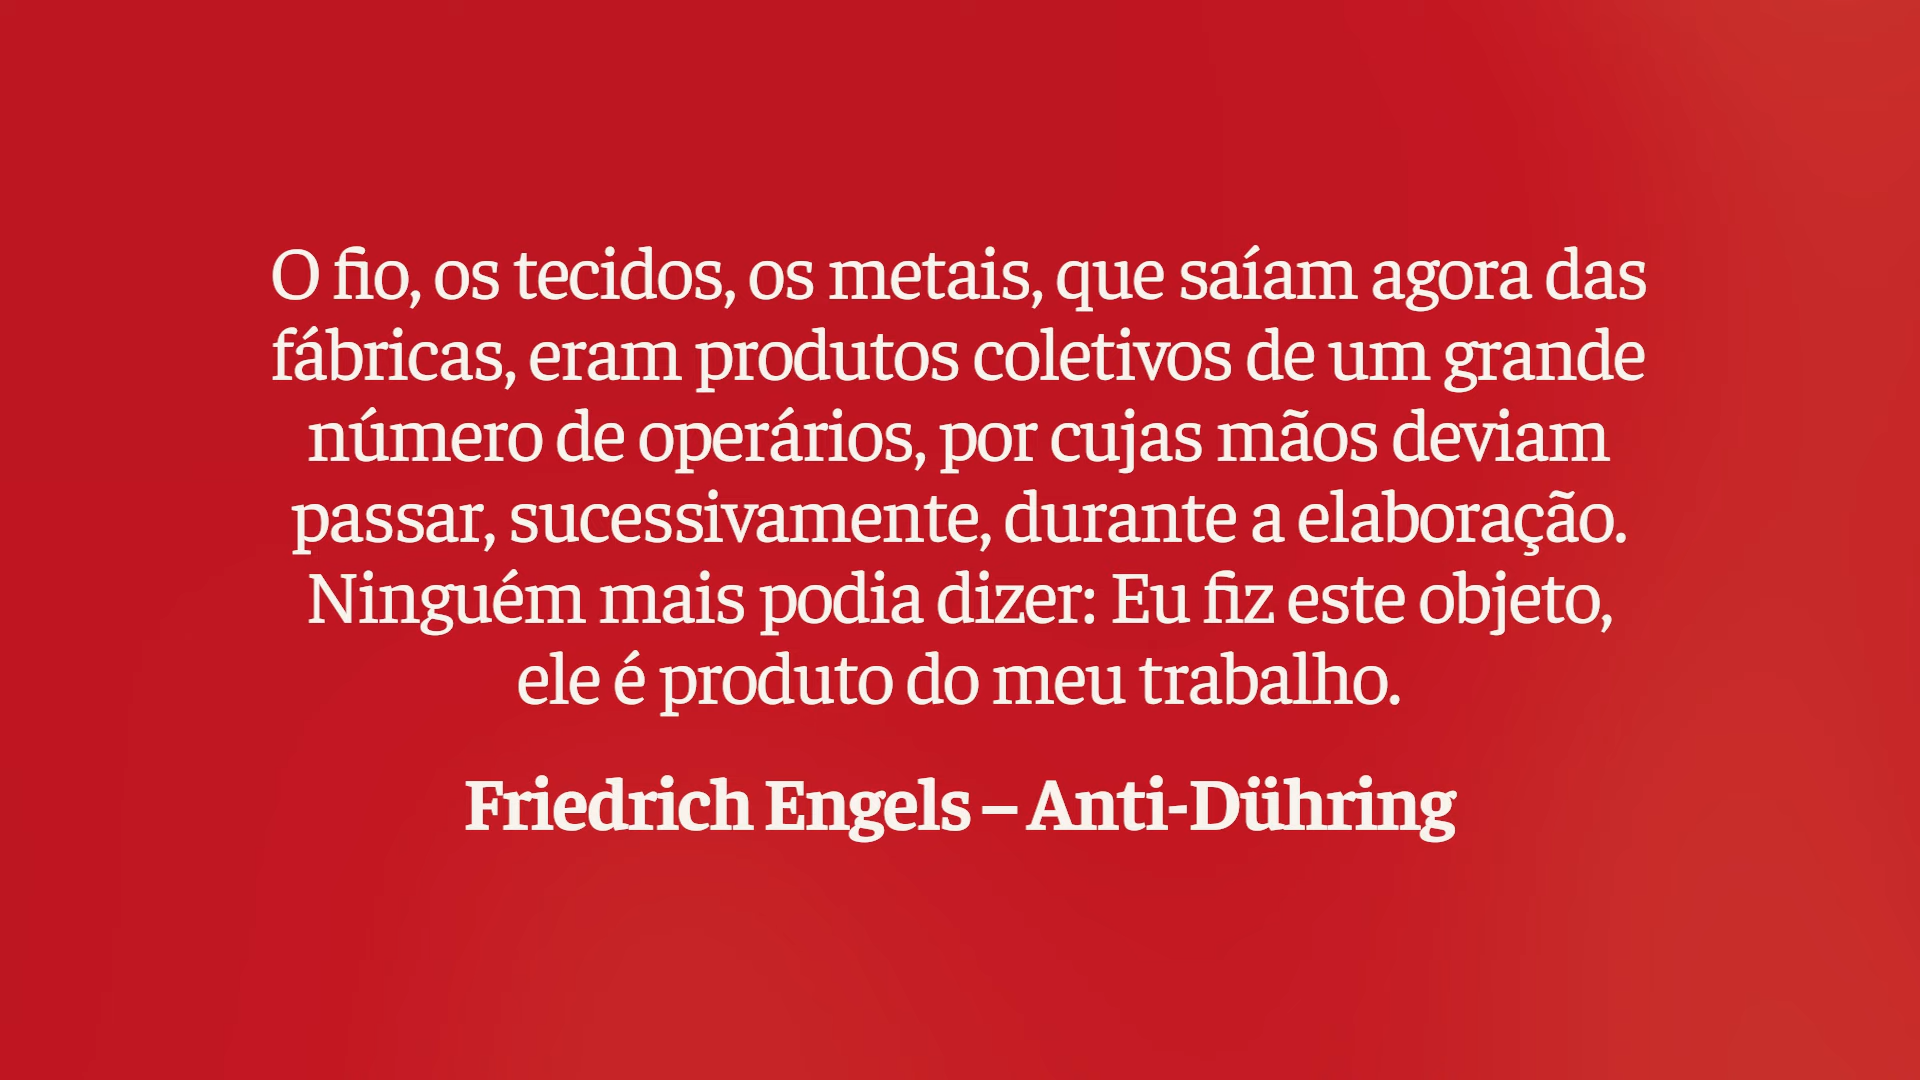 O fio, os tecidos, os metais, que saíam agora das
fábricas, eram produtos coletivos de um grande
número de operários, por cujas mãos deviam
passar, sucessivamente, durante a elaboração.
Ninguém mais podia dizer: Eu fiz este objeto,
ele é produto do meu trabalho.
Friedrich Engels – Anti-Dühring